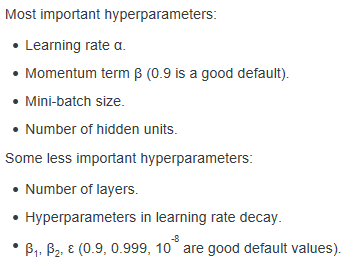 Most important hyperparameters:
• Learning rate α.
• Momentum term β (0.9 is a good default).
• Mini-batch size.
• Number of hidden units.
Some less important hyperparameters:
• Number of layers.
• Hyperparameters in learning rate decay.
• β₁, β₂, ε (0.9, 0.999, 10⁻⁸ are good default values).